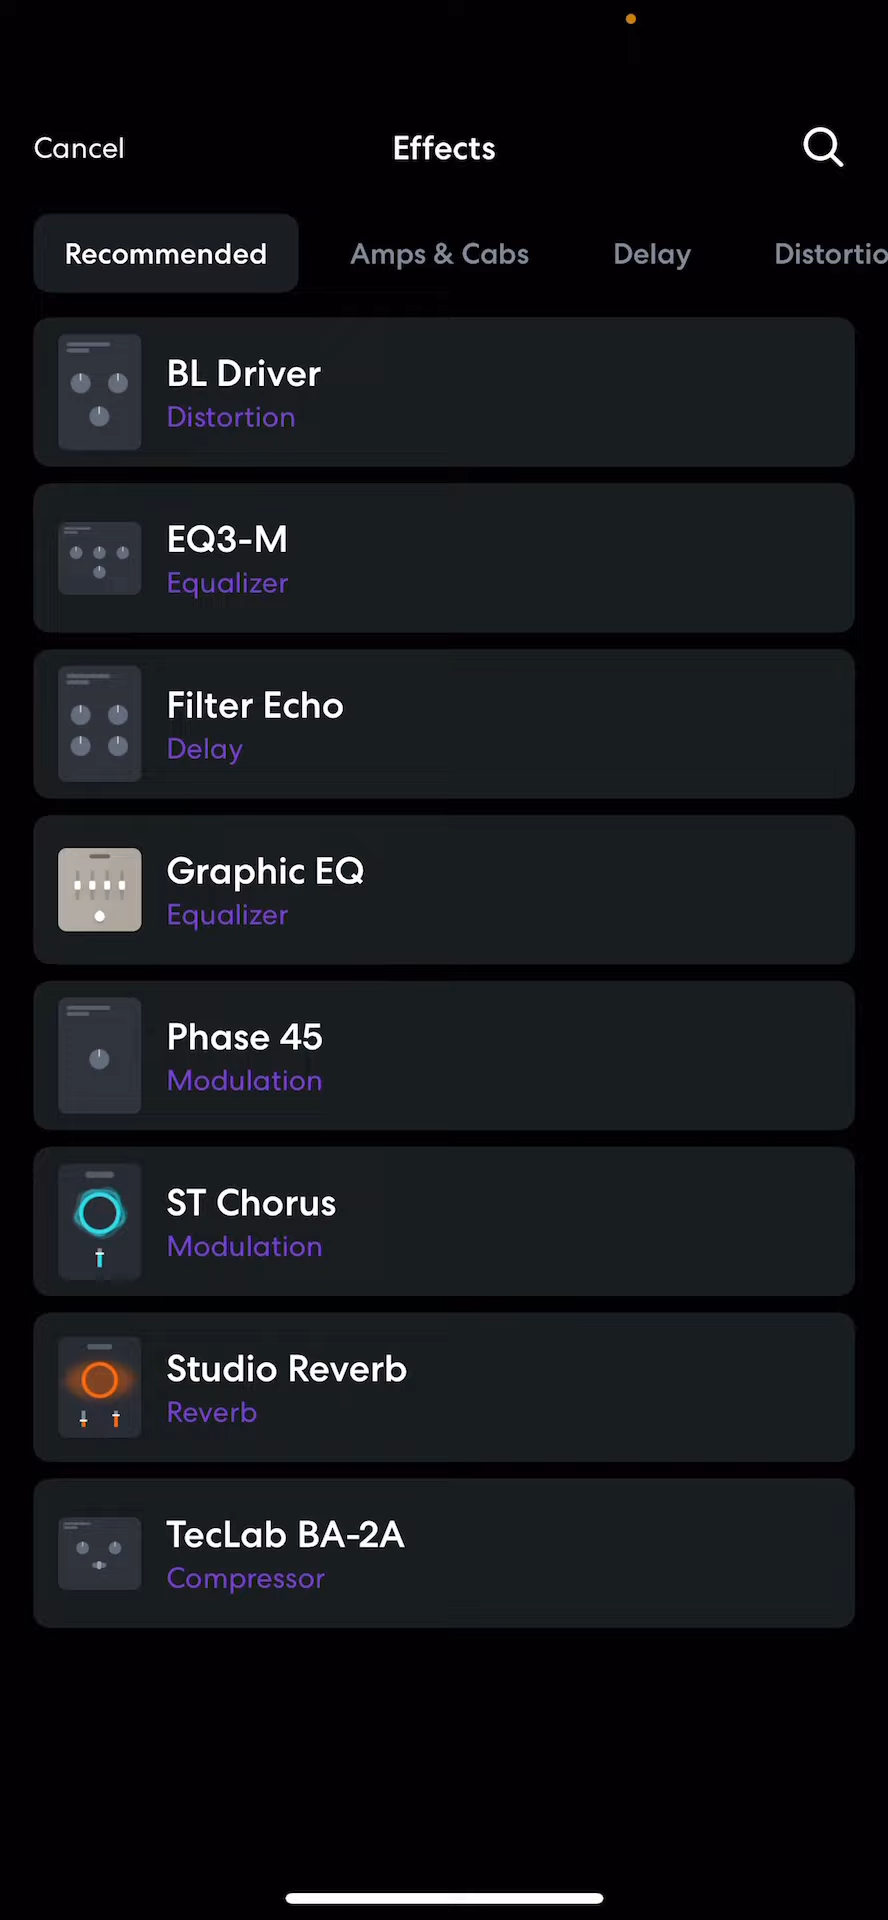 Cancel
Effects
Recommended
Amps & Cabs
Delay
Distortio
BL Driver
Distortion
EQ3-M
Equalizer
Filter Echo
Delay
Graphic EQ
Equalizer
Phase 45
Modulation
ST Chorus
Modulation
Studio Reverb
Reverb
TecLab BA-2A
Compressor